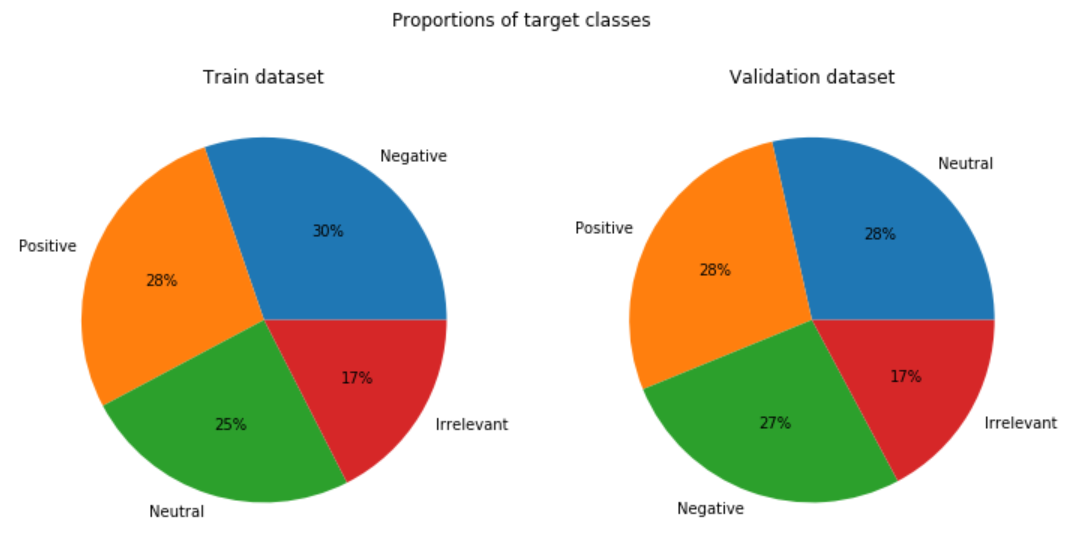 Proportions of target classes
Train dataset
Negative
30%
Positive
28%
17%
25%
Irrelevant
Neutral
Validation dataset
Neutral
28%
Positive
28%
17%
27%
Irrelevant
Negative